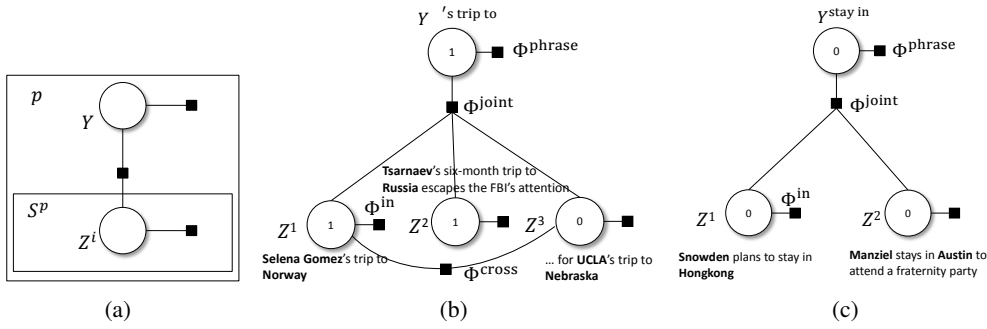 p
Y
S^p
Z^i
(a)
Y 's trip to
1
Φ^phrase
Φ^joint
Tsarnaev's six-month trip to
Russia escapes the FBI's attention
Z^1
1
Φ^in
Z^2
1
Z^3
0
Selena Gomez's trip to
Norway
Φ^cross
... for UCLA's trip to
Nebraska
(b)
Y^stay in
0
Φ^phrase
Φ^joint
Z^1
0
Φ^in
Z^2
0
Snowden plans to stay in
Hongkong
Manziel stays in Austin to
attend a fraternity party
(c)